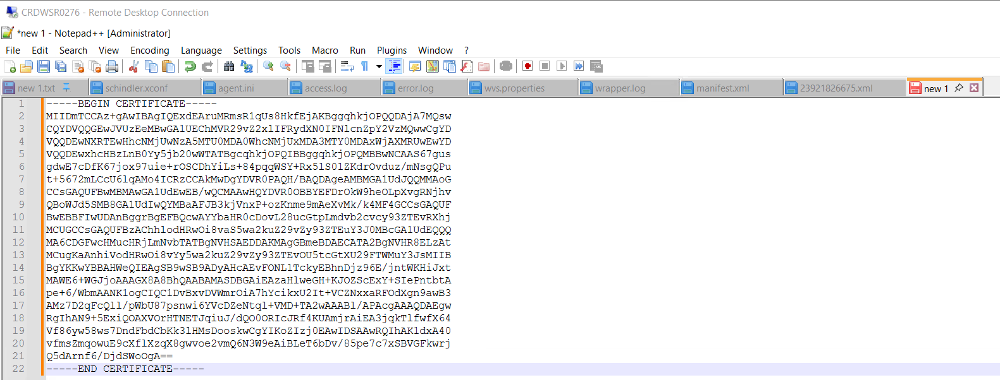 CRDWSR0276 - Remote Desktop Connection
*new 1 - Notepad++ [Administrator]
File Edit Search View Encoding Language Settings Tools Macro Run Plugins Window ?
new 1.txt schindler.xconf agent.ini access.log error.log wvs.properties wrapper.log manifest.xml 23921826675.xml new 1
1 -----BEGIN CERTIFICATE-----
2 MIIDmTCCAz+gAwIBAgIQExdEAruMRmsR1qUs8HkfEjAKBggqhkjOPQQDAjA7MQsw
3 CQYDVQQGEwJVUzEeMBwGA1UEChMVR29vZ2xlIFRydXN0IFNlcnZpY2VzMQwwCgYD
4 VQQDEwNXRTEwHhcNMjUwNzA5MTU0MDA0WhcNMjUxMDA3MTY0MDAxWjAXMRUwEwYD
5 VQQDEwxhcHBzLnB0Yy5jb20wWTATBgcqhkjOPQIBBggqhkjOPQMBBwNCAAS67gus
6 gdwE7cDfK67jox97uie+rOSCDhYiLs+84pqqWSY+Rx5lS01ZKdrOvduz/mNsgQPu
7 t+5672mLCcU6lqAMo4ICRzCCAkMwDgYDVR0PAQH/BAQDAgeAMBMGA1UdJQQMMAoG
8 CCsGAQUFBwMBMAwGA1UdEwEB/wQCMAAwHQYDVR0OBBYEFDrOkW9heOLpXvgRNjhv
9 QBoWJd5SMB8GA1UdIwQYMBaAFJB3kjVnxP+ozKnme9mAeXvMk/k4MF4GCCsGAQUF
10 BwEBBFIwUDAnBggrBgEFBQcwAYYbaHR0cDovL28ucGtpLmdvb2cvcy93ZTEvRXhj
11 MCUGCCsGAQUFBzAChhlodHRwOi8vaS5wa2kuZ29vZy93ZTEuY3J0MBcGA1UdEQQQ
12 MA6CDGFwcHMucHRjLmNvbTATBgNVHSAEDDAKMAgGBmeBDAECATA2BgNVHR8ELzAt
13 MCugKaAnhiVodHRwOi8vYy5wa2kuZ29vZy93ZTEvOU5tcGtXU29FTWMuY3JsMIIB
14 BgYKKwYBBAHWeQIEAgSB9wSB9ADyAHcAEvFONL1TckyEBhnDjz96E/jntWKHiJxt
15 MAWE6+WGJjoAAAGX8A8BhQAABAMASDBGAiEAzaHlweGH+KJOZScExY+SIePntbtA
16 pe+6/WbmAANK1ogCIQC1DvBxvDVWmrOiA7hYcikxU2It+VCZNxxaRFOdXgn9awB3
17 AMz7D2qFcQll/pWbU87psnwi6YVcDZeNtql+VMD+TA2wAAABl/APAcgAAAQDAEgw
18 RgIhAN9+5ExiQOAXVOrHTNETJqiuJ/dQO0ORIcJRf4KUAmjrAiEA3jqkTlfwfX64
19 Vf86yw58ws7DndFbdCbKk3lHMsDooskwCgYIKoZIzj0EAwIDSAAwRQIhAK1dxA40
20 vfmsZmqowuE9cXflXzqX8gwvoe2vmQ6N3W9eAiBLeT6bDv/85pe7c7xSBVGFkwrj
21 Q5dArnf6/DjdSWoOgA==
22 -----END CERTIFICATE-----